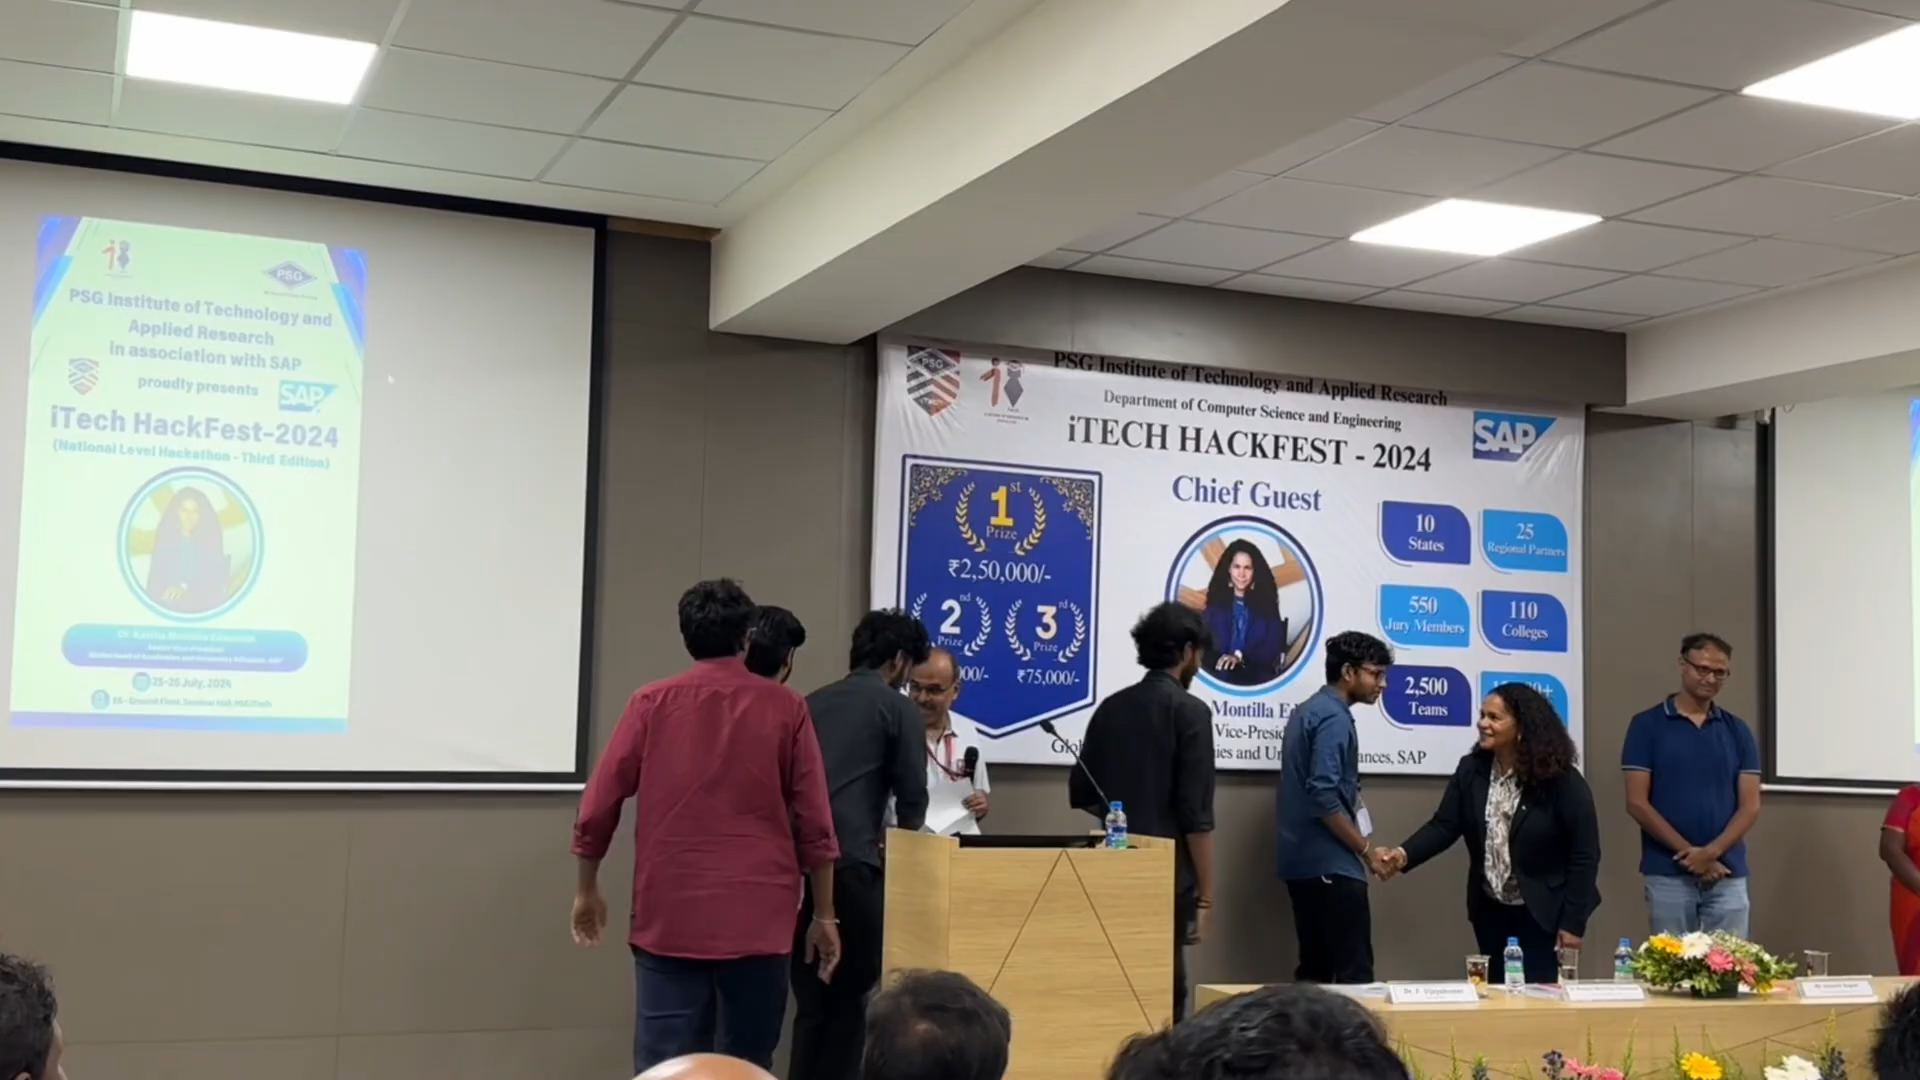 PSG
PSG Institute of Technology and
Applied Research
in association with SAP
proudly presents
SAP
iTech HackFest-2024
(National Level Hackathon - Third Edition)
25-26 July, 2024
PSG
PSG Institute of Technology and Applied Research
Department of Computer Science and Engineering
iTECH HACKFEST - 2024
SAP
Chief Guest
1st
Prize
₹2,50,000/-
2nd
Prize
000/-
3rd
Prize
₹75,000/-
10
States
25
Regional Partners
550
Jury Members
110
Colleges
2,500
Teams
Montilla
ances, SAP